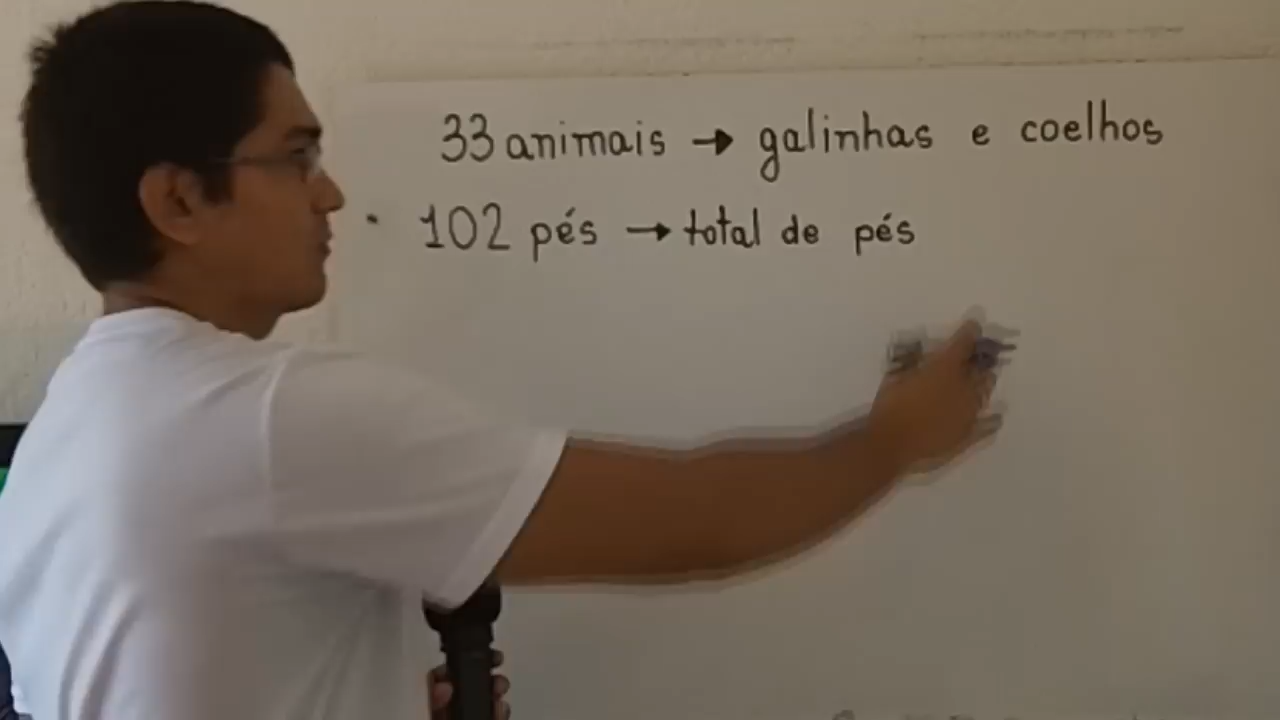 33 animais → galinhas e coelhos
102 pés → total de pés